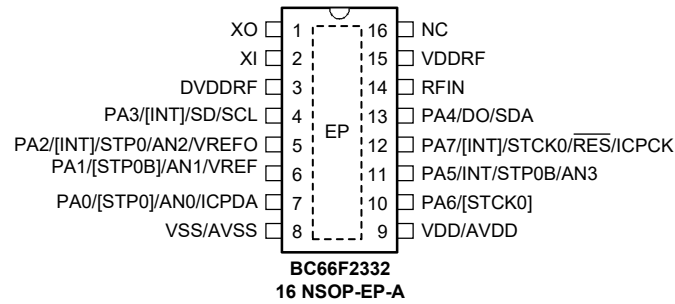 XO 1 16 NC
XI 2 15 VDDRF
DVDDRF 3 14 RFIN
PA3/[INT]/SD/SCL 4 13 PA4/DO/SDA
EP
PA2/[INT]/STP0/AN2/VREFO 5 12 PA7/[INT]/STCK0/RES/ICPCK
PA1/[STP0B]/AN1/VREF 6 11 PA5/INT/STP0B/AN3
PA0/[STP0]/AN0/ICPDA 7 10 PA6/[STCK0]
VSS/AVSS 8 9 VDD/AVDD
BC66F2332
16 NSOP-EP-A